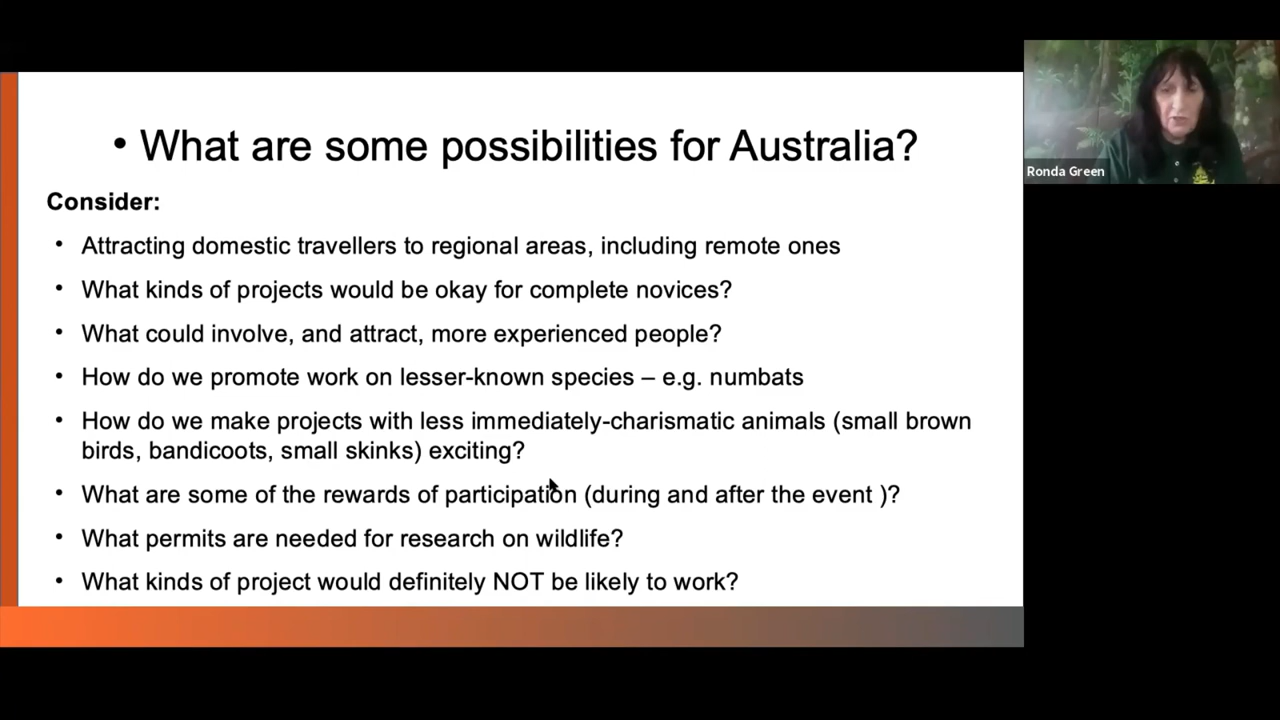 • What are some possibilities for Australia?
Consider:
• Attracting domestic travellers to regional areas, including remote ones
• What kinds of projects would be okay for complete novices?
• What could involve, and attract, more experienced people?
• How do we promote work on lesser-known species – e.g. numbats
• How do we make projects with less immediately-charismatic animals (small brown
birds, bandicoots, small skinks) exciting?
• What are some of the rewards of participation (during and after the event )?
• What permits are needed for research on wildlife?
• What kinds of project would definitely NOT be likely to work?
Ronda Green